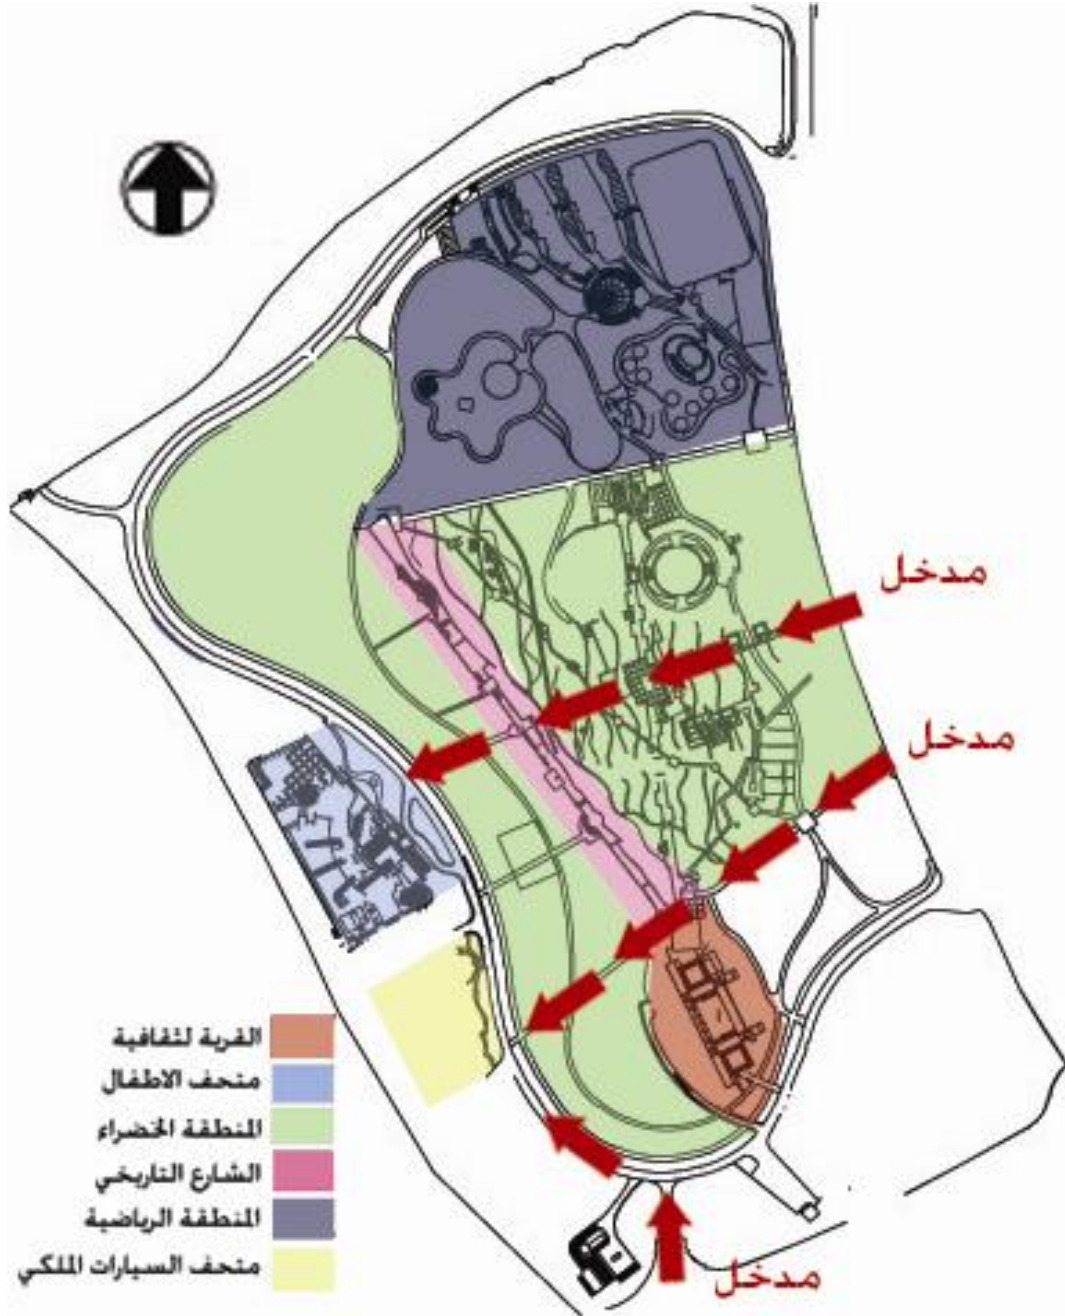 مدخل
مدخل
القرية لثقافية
متحف الاطفال
المنطقة الخضراء
الشارع التاريخي
المنطقة الرياضية
متحف السيارات الملكي
مدخل